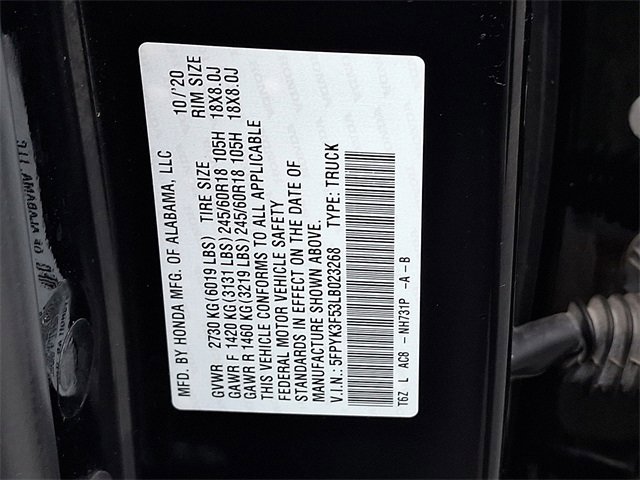 MFD. BY HONDA MFG. OF ALABAMA, LLC 10/'20
GVWR 2730 KG (6019 LBS) TIRE SIZE RIM SIZE
GAWR F 1420 KG (3131 LBS) 245/60R18 105H 18X8.0J
GAWR R 1460 KG (3219 LBS) 245/60R18 105H 18X8.0J
THIS VEHICLE CONFORMS TO ALL APPLICABLE
FEDERAL MOTOR VEHICLE SAFETY
STANDARDS IN EFFECT ON THE DATE OF
MANUFACTURE SHOWN ABOVE.
V.I.N.: 5FPYK3F53LB023268 TYPE: TRUCK
T6Z L AC8 - NH731P -A -B